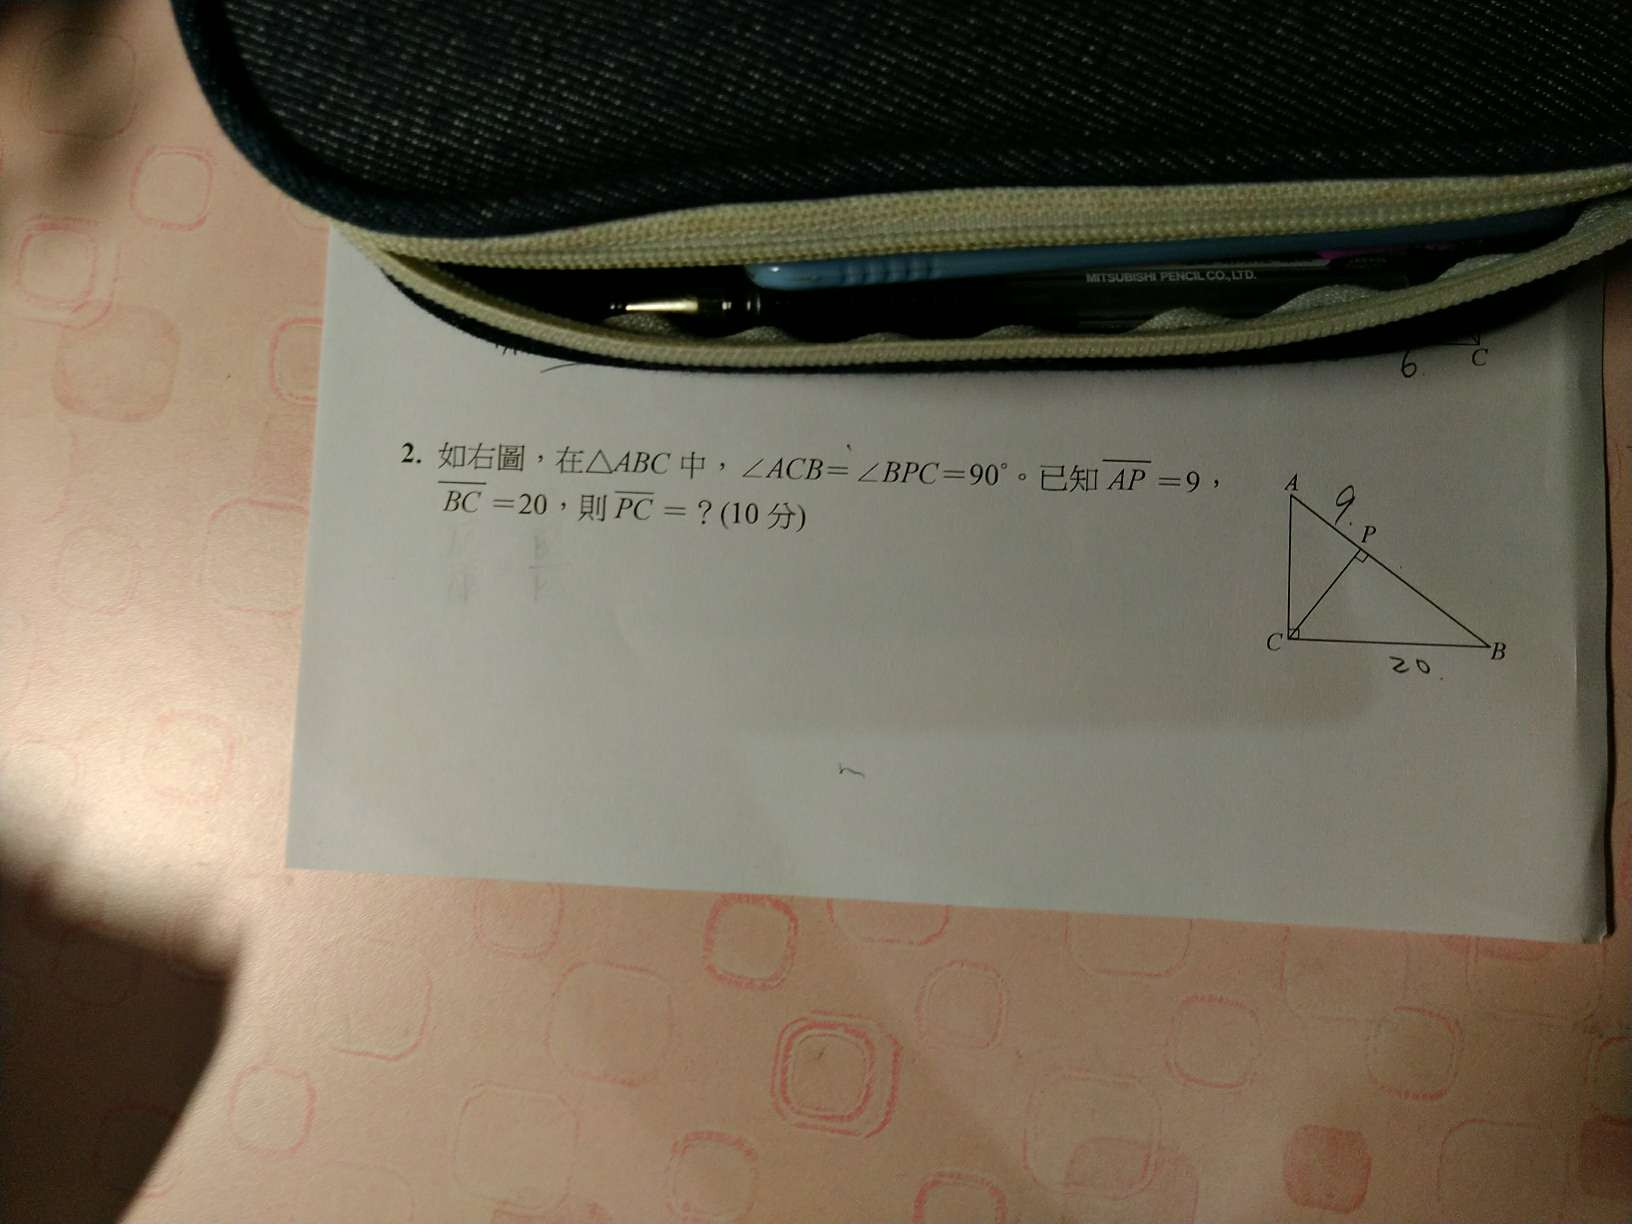 MITSUBISHI PENCIL CO., LTD.
6 C
2. 如右圖，在△ABC 中，∠ACB=∠BPC=90°。已知 AP =9，
BC =20，則 PC =？(10 分)
A
9.
P
C
B
20.